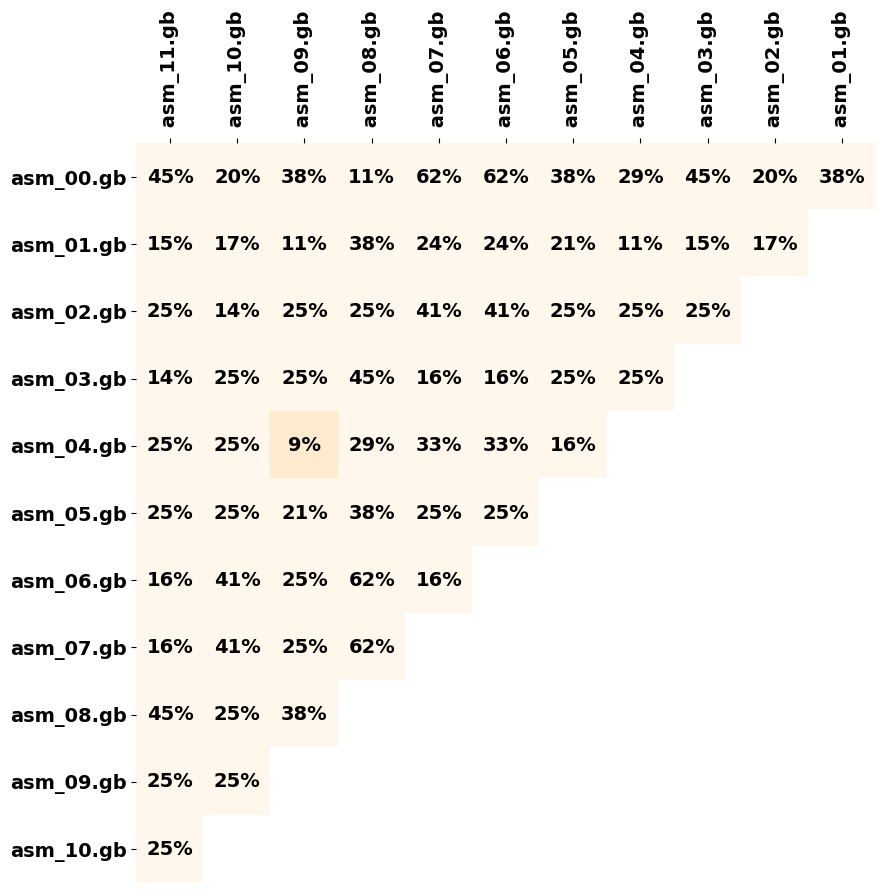 asm_11.gb asm_10.gb asm_09.gb asm_08.gb asm_07.gb asm_06.gb asm_05.gb asm_04.gb asm_03.gb asm_02.gb asm_01.gb
asm_00.gb 45% 20% 38% 11% 62% 62% 38% 29% 45% 20% 38%
asm_01.gb 15% 17% 11% 38% 24% 24% 21% 11% 15% 17%
asm_02.gb 25% 14% 25% 25% 41% 41% 25% 25% 25%
asm_03.gb 14% 25% 25% 45% 16% 16% 25% 25%
asm_04.gb 25% 25% 9% 29% 33% 33% 16%
asm_05.gb 25% 25% 21% 38% 25% 25%
asm_06.gb 16% 41% 25% 62% 16%
asm_07.gb 16% 41% 25% 62%
asm_08.gb 45% 25% 38%
asm_09.gb 25% 25%
asm_10.gb 25%